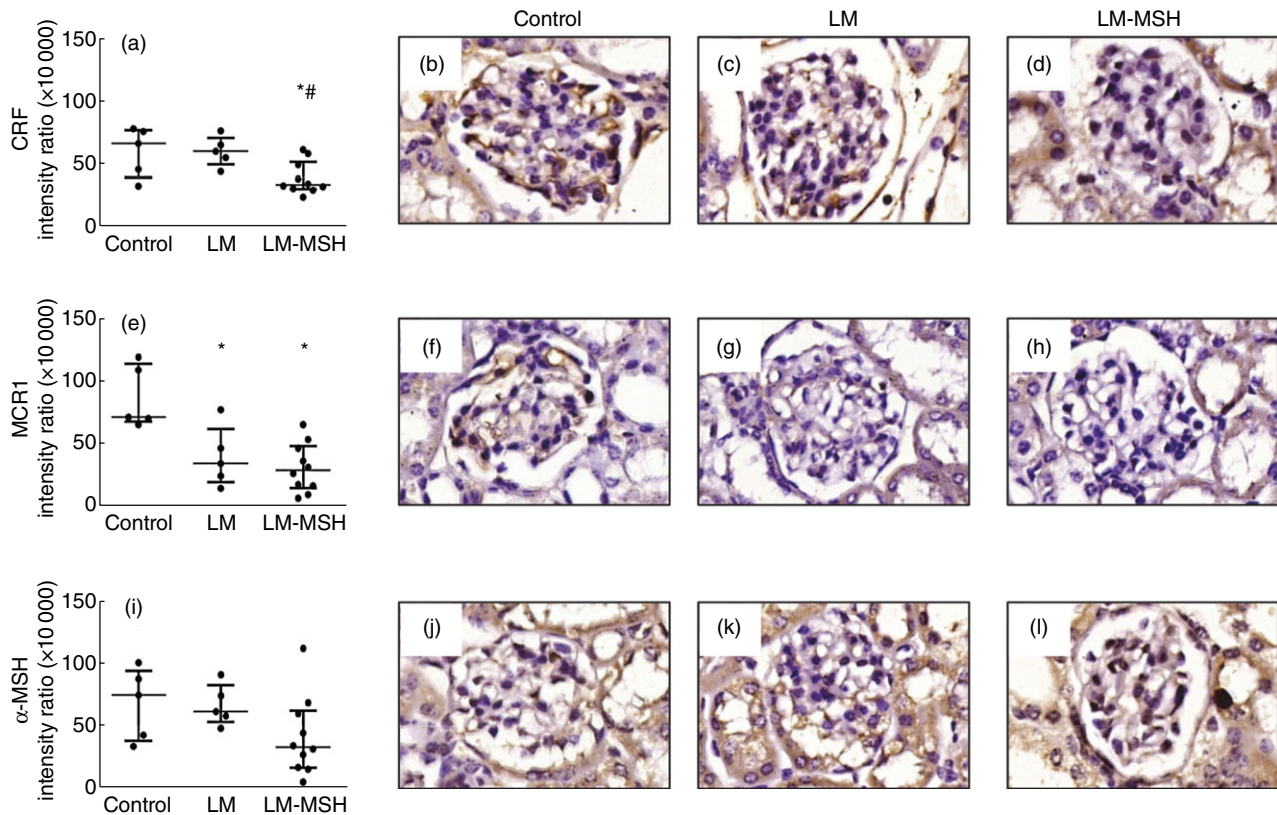 Control LM LM-MSH
CRF
intensity ratio (×10 000)
150
100
50
0
(a)
*#
Control LM LM-MSH
(b) (c) (d)
MCR1
intensity ratio (×10 000)
150
100
50
0
(e)
* *
Control LM LM-MSH
(f) (g) (h)
α-MSH
intensity ratio (×10 000)
150
100
50
0
(i)
Control LM LM-MSH
(j) (k) (l)